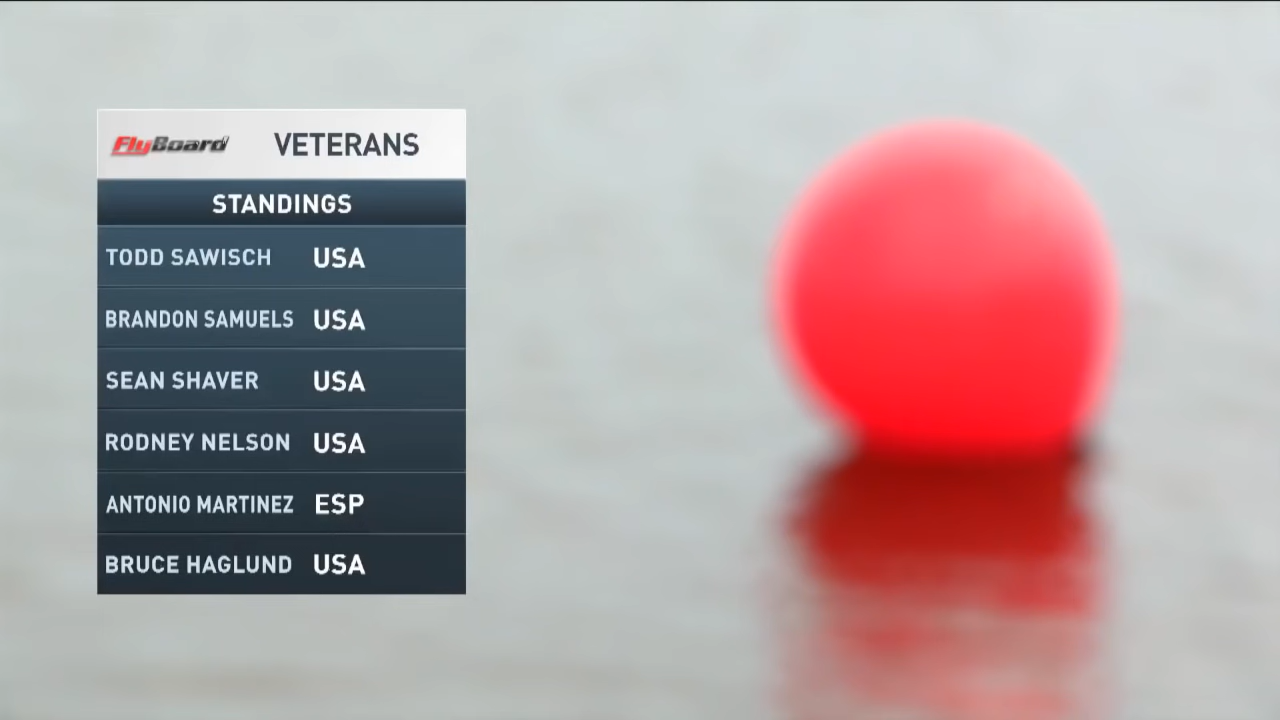 FlyBoard VETERANS
STANDINGS
TODD SAWISCH USA
BRANDON SAMUELS USA
SEAN SHAVER USA
RODNEY NELSON USA
ANTONIO MARTINEZ ESP
BRUCE HAGLUND USA